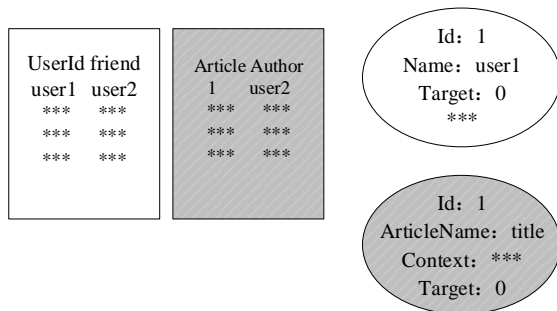 UserId friend
user1 user2
*** ***
*** ***
*** ***
Article Author
1 user2
*** ***
*** ***
*** ***
Id：1
Name：user1
Target：0
***
Id：1
ArticleName：title
Context：***
Target：0